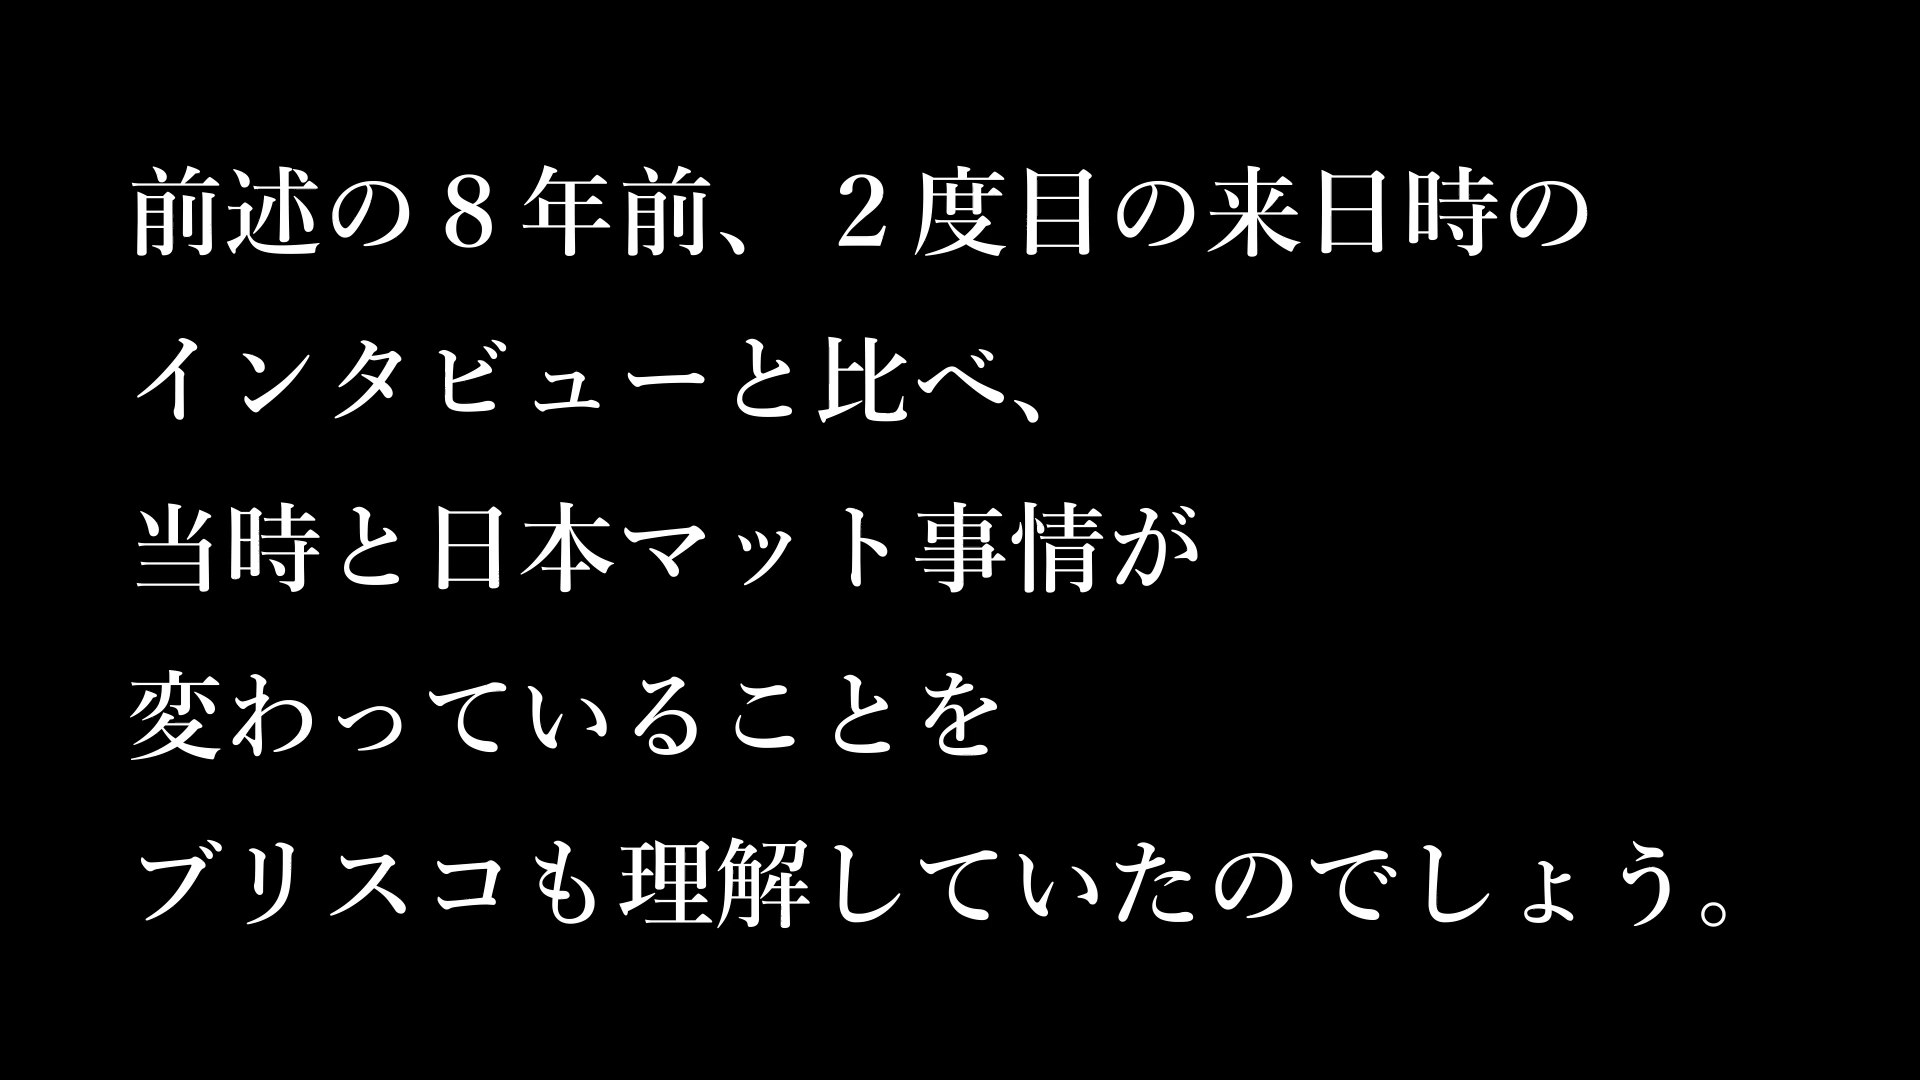 前述の８年前、２度目の来日時の
インタビューと比べ、
当時と日本マット事情が
変わっていることを
ブリスコも理解していたのでしょう。